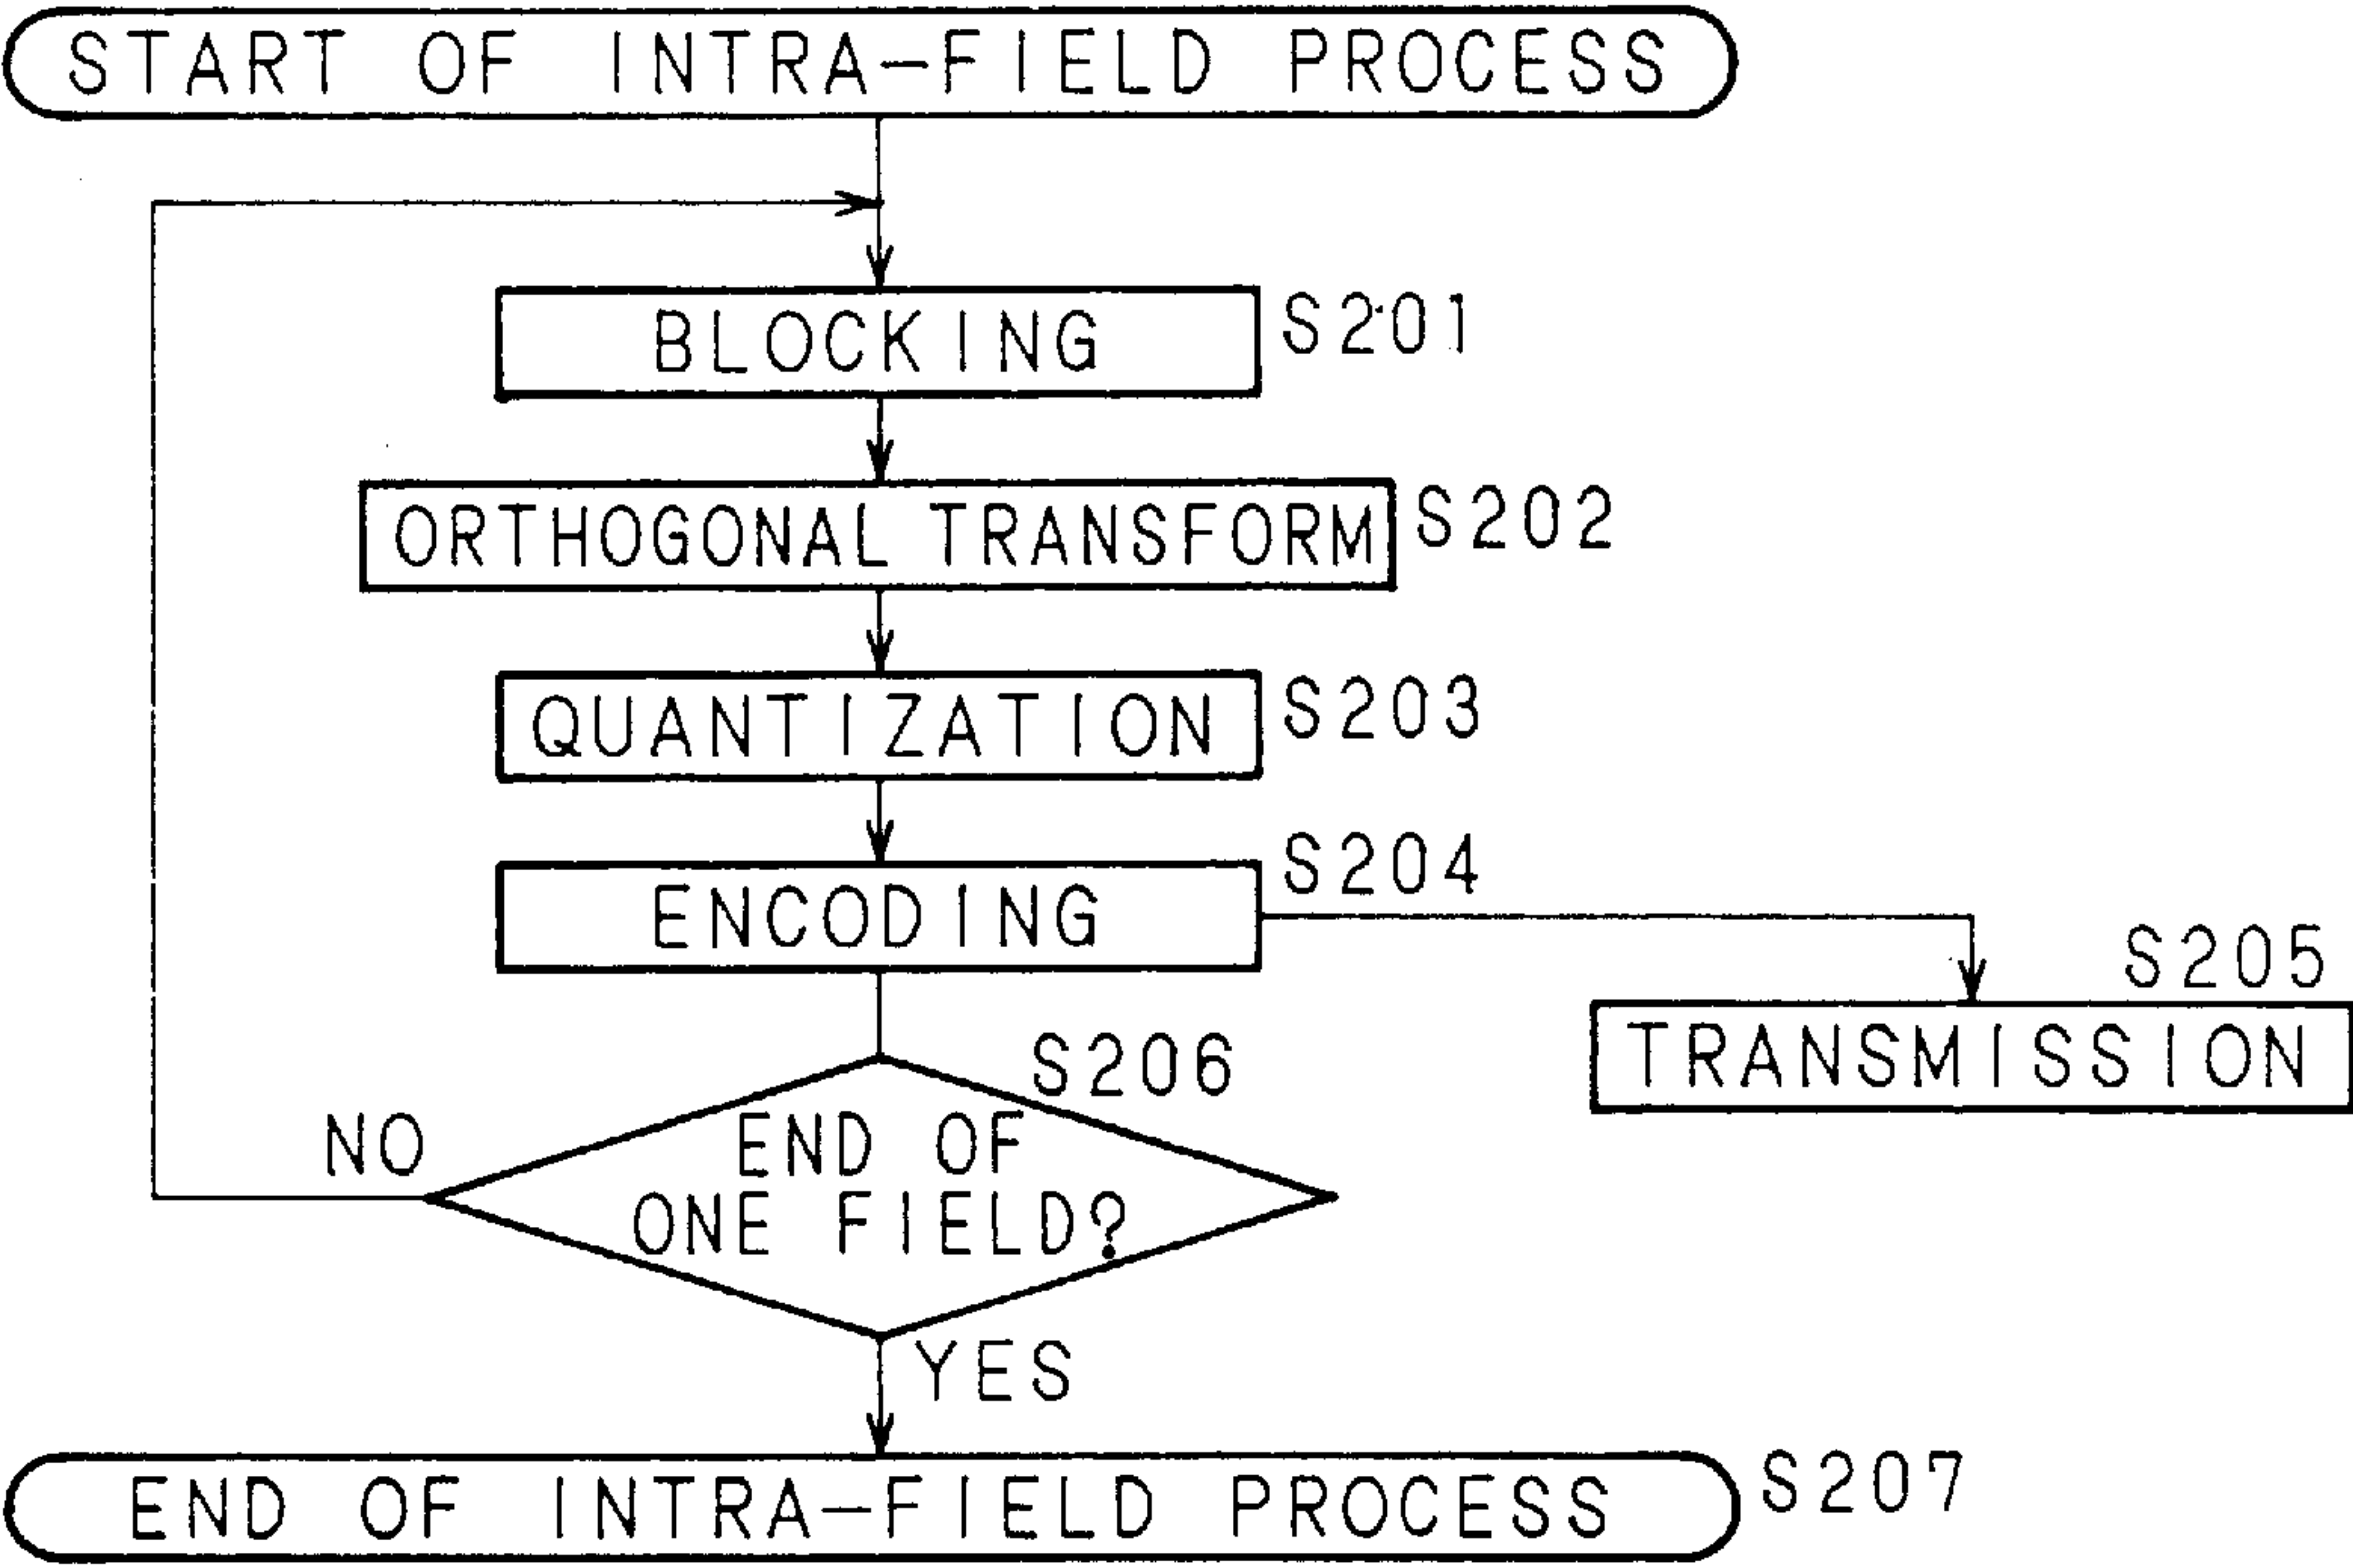 START OF INTRA-FIELD PROCESS
BLOCKING S201
ORTHOGONAL TRANSFORM S202
QUANTIZATION S203
ENCODING S204
S205
TRANSMISSION
S206
NO
END OF
ONE FIELD?
YES
END OF INTRA-FIELD PROCESS S207